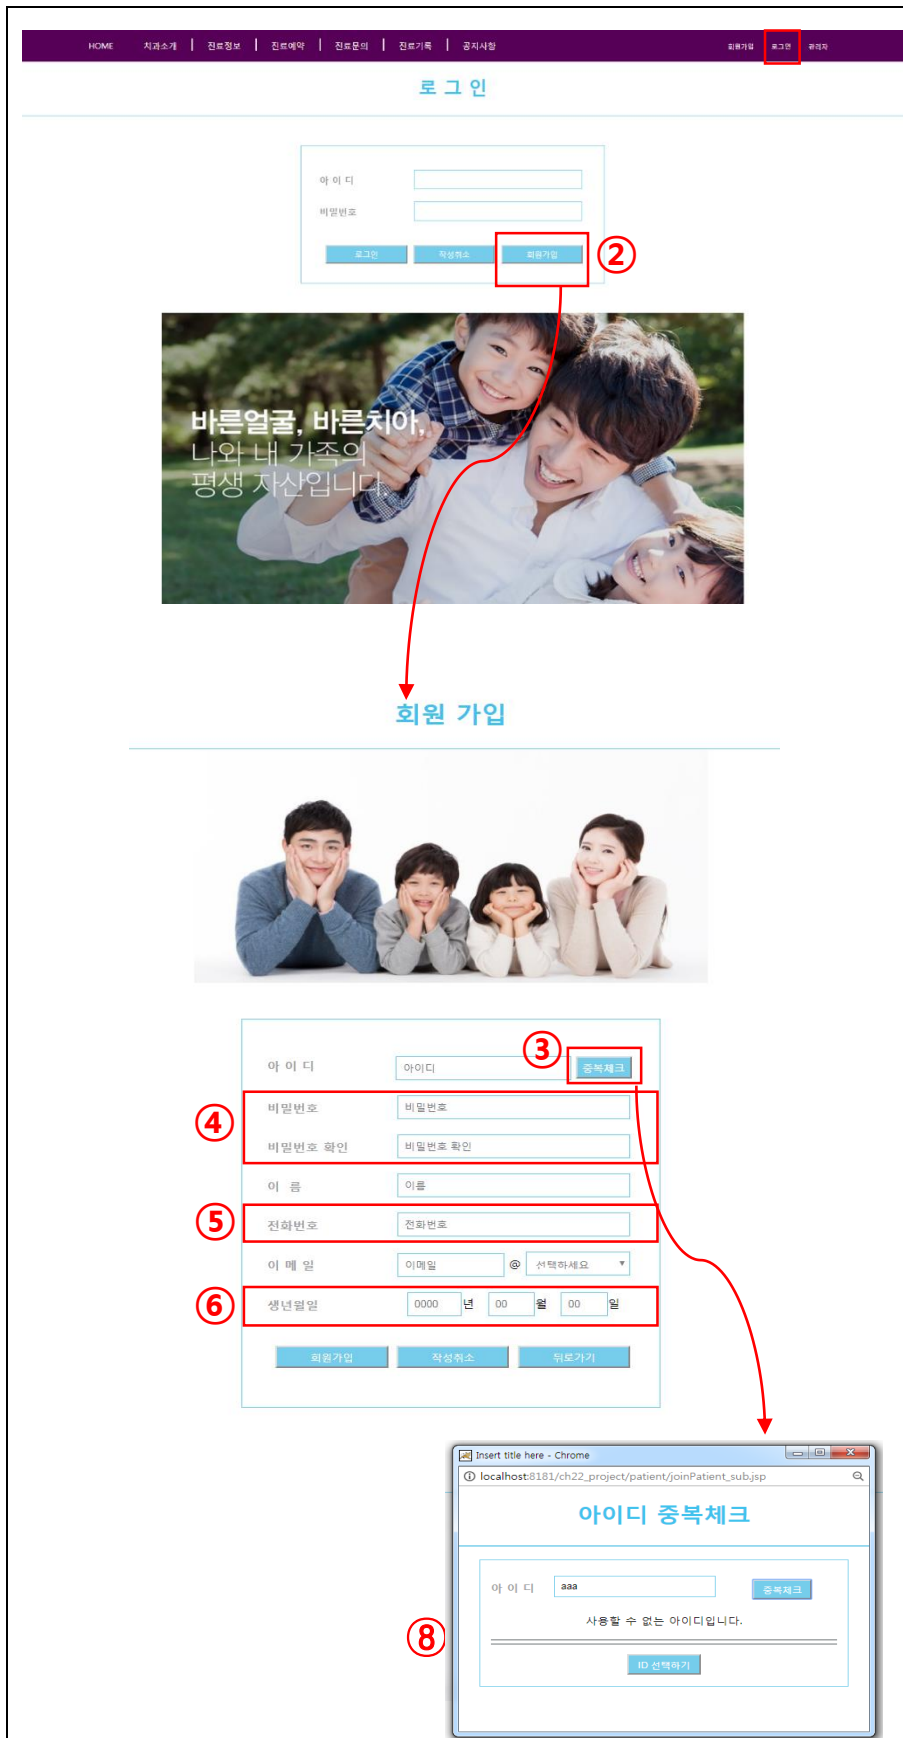 HOME 치과소개 | 진료정보 | 진료예약 | 진료문의 | 진료기록 | 공지사항 회원가입 로그인 관리자
로 그 인
아 이 디
비밀번호
로그인 작성취소 회원가입 ②
바른얼굴, 바른치아,
나와 내 가족의
평생 자산입니다.
회원 가입
③
아 이 디 아이디 중복체크
④ 비밀번호 비밀번호
비밀번호 확인 비밀번호 확인
이 름 이름
⑤ 전화번호 전화번호
이 메 일 이메일 @ 선택하세요 ▼
⑥ 생년월일 0000 년 00 월 00 일
회원가입 작성취소 뒤로가기
Insert title here - Chrome
localhost:8181/ch22_project/patient/joinPatient_sub.jsp
아이디 중복체크
아 이 디 aaa 중복체크
사용할 수 없는 아이디입니다.
⑧
ID 선택하기